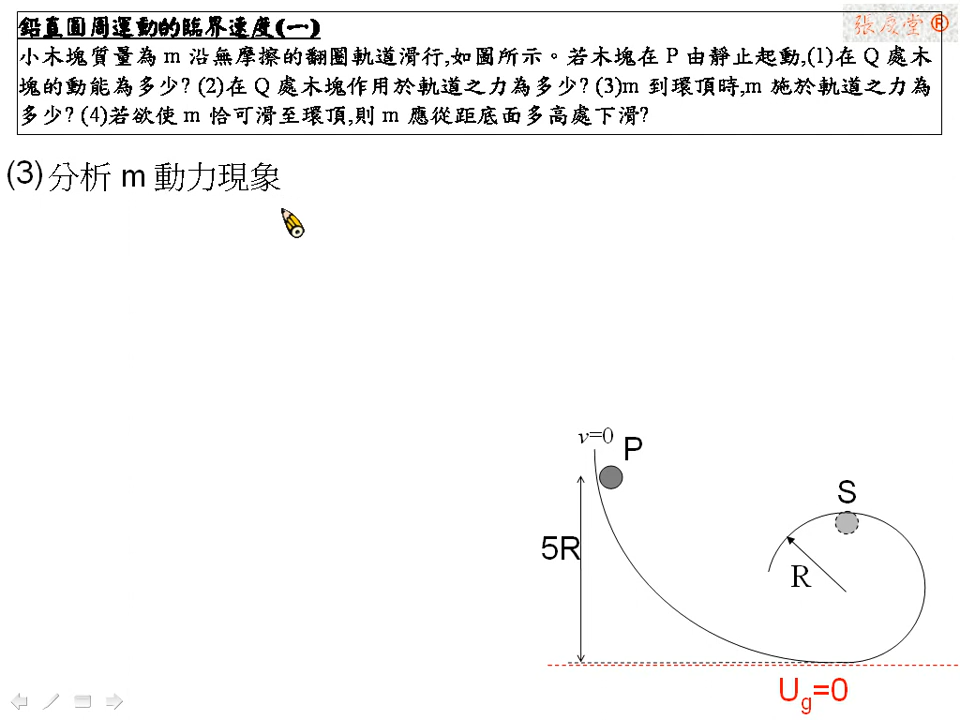 鉛直圓周運動的臨界速度(一)
張慶堂®
小木塊質量為 m 沿無摩擦的翻圈軌道滑行,如圖所示。若木塊在 P 由靜止起動,(1)在 Q 處木
塊的動能為多少? (2)在 Q 處木塊作用於軌道之力為多少? (3)m 到環頂時,m 施於軌道之力為
多少? (4)若欲使 m 恰可滑至環頂,則 m 應從距底面多高處下滑?
(3) 分析 m 動力現象
v=0
P
S
5R
R
Ug=0